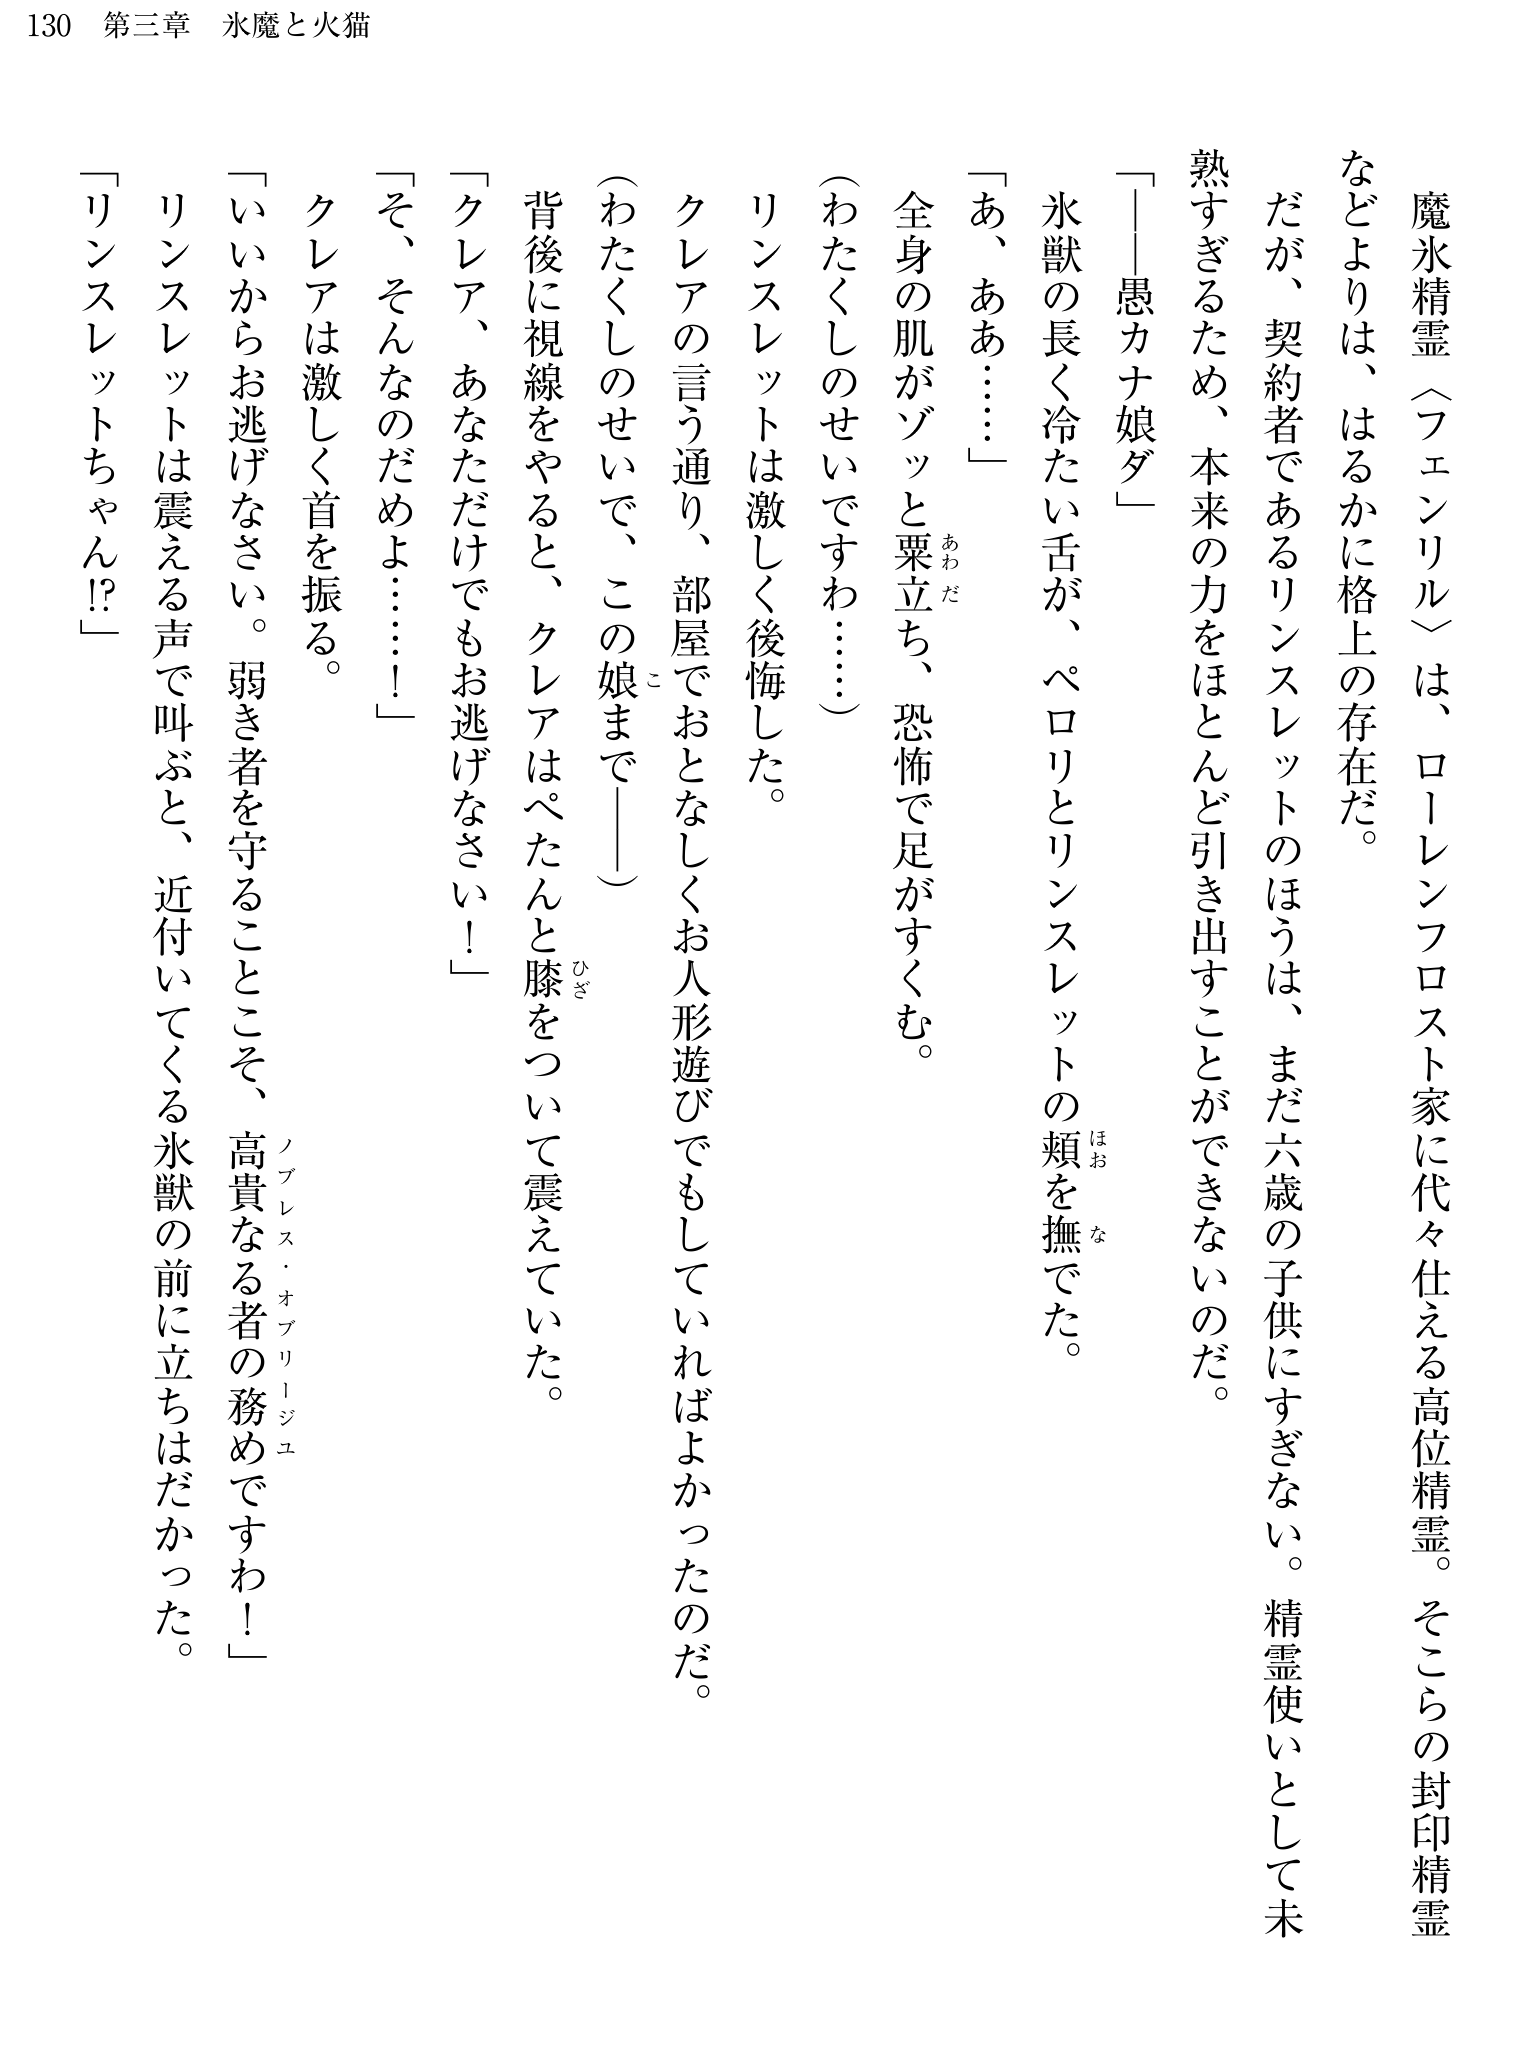 130　第三章　氷魔と火猫
　魔氷精霊〈フェンリル〉は、ローレンフロスト家に代々仕える高位精霊。そこらの封印精霊
などよりは、はるかに格上の存在だ。
　だが、契約者であるリンスレットのほうは、まだ六歳の子供にすぎない。精霊使いとして未
熟すぎるため、本来の力をほとんど引き出すことができないのだ。
「――愚カナ娘ダ」
　氷獣の長く冷たい舌が、ペロリとリンスレットの頬を撫でた。
「あ、ああ……」
　全身の肌がゾッと粟立ち、恐怖で足がすくむ。
（わたくしのせいですわ……）
　リンスレットは激しく後悔した。
　クレアの言う通り、部屋でおとなしくお人形遊びでもしていればよかったのだ。
（わたくしのせいで、この娘まで――）
　背後に視線をやると、クレアはぺたんと膝をついて震えていた。
「クレア、あなただけでもお逃げなさい！」
「そ、そんなのだめよ……！」
　クレアは激しく首を振る。
「いいからお逃げなさい。弱き者を守ることこそ、高貴なる者の務めですわ！」
　リンスレットは震える声で叫ぶと、近付いてくる氷獣の前に立ちはだかった。
「リンスレットちゃん!?」